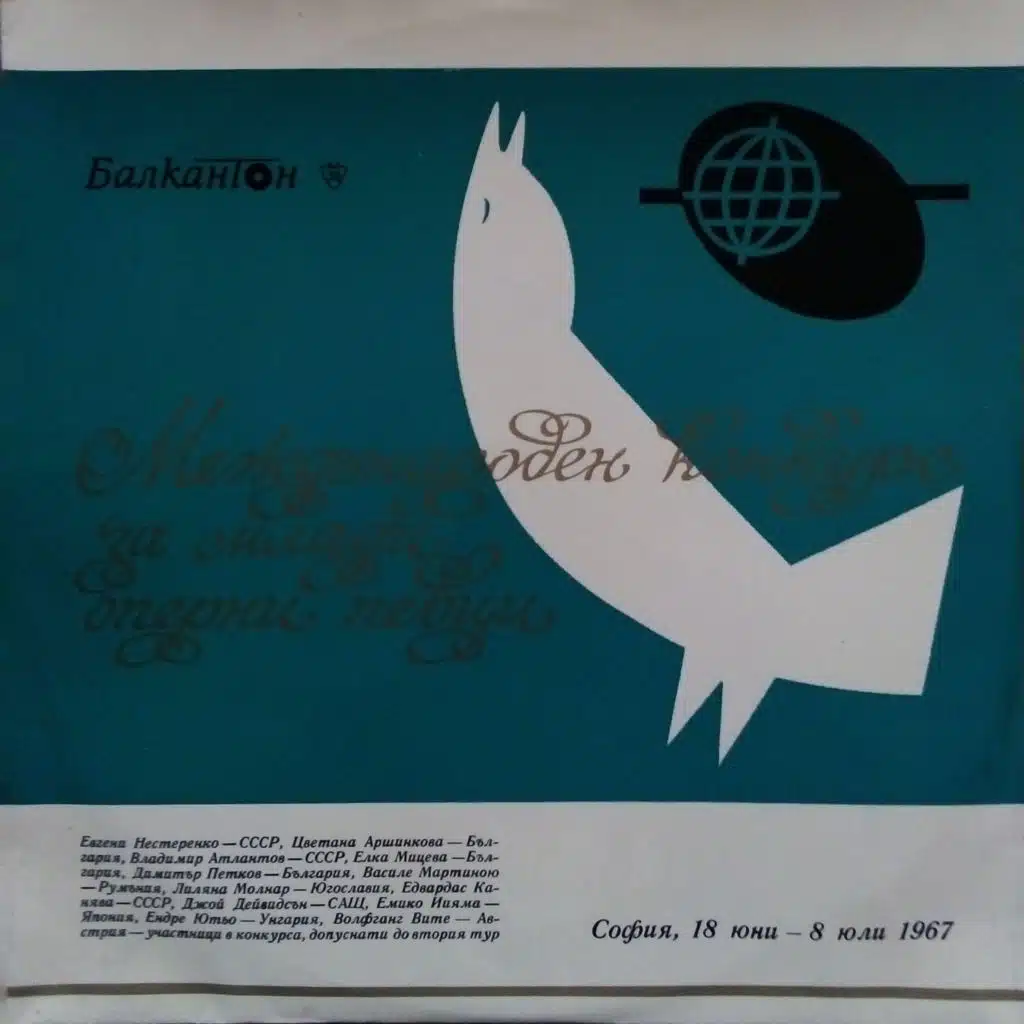 Балкантон
Международен конкурс
за млади
оперни певци
Евгени Нестеренко — СССР, Цветана Аршинкова — Бъл-
гария, Владимир Атлантов — СССР, Елка Мицева — Бъл-
гария, Димитър Петков — България, Василе Мартиною
— Румъния, Лиляна Молнар — Югославия, Едвардас Ка-
нява — СССР, Джой Дейвидсън — САЩ, Емико Иияма —
Япония, Ендре Ютьо — Унгария, Волфганг Вите — Ав-
стрия — участници в конкурса, допуснати до втория тур
София, 18 юни – 8 юли 1967